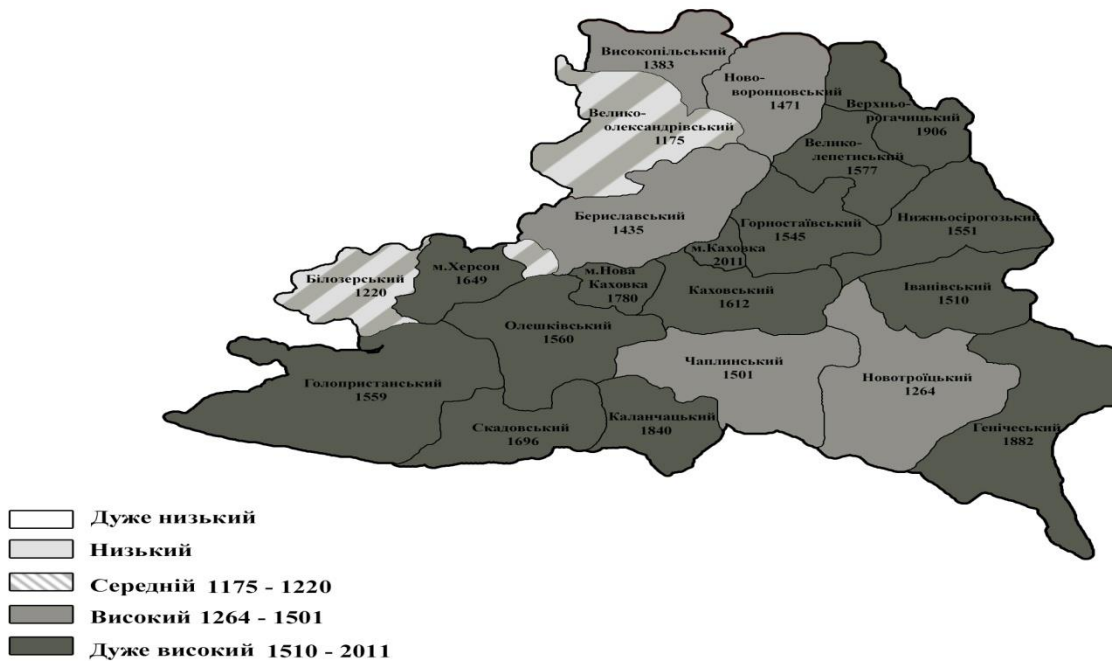 Високопільський
1383
Ново-
воронцовський
1471
Верхньо-
рогачицький
1906
Велико-
олександрівський
1175
Велико-
лепетиський
1577
Бериславський
1435
Горностаївський
1545
Нижньосірогозький
1551
м.Каховка
2011
Білозерський
1220
м.Херсон
1649
м.Нова
Каховка
1780
Каховський
1612
Іванівський
1510
Олешківський
1560
Чаплинський
1501
Новотроїцький
1264
Голопристанський
1559
Скадовський
1696
Каланчацький
1840
Генічеський
1882
Дуже низький
Низький
Середній 1175 - 1220
Високий 1264 - 1501
Дуже високий 1510 - 2011